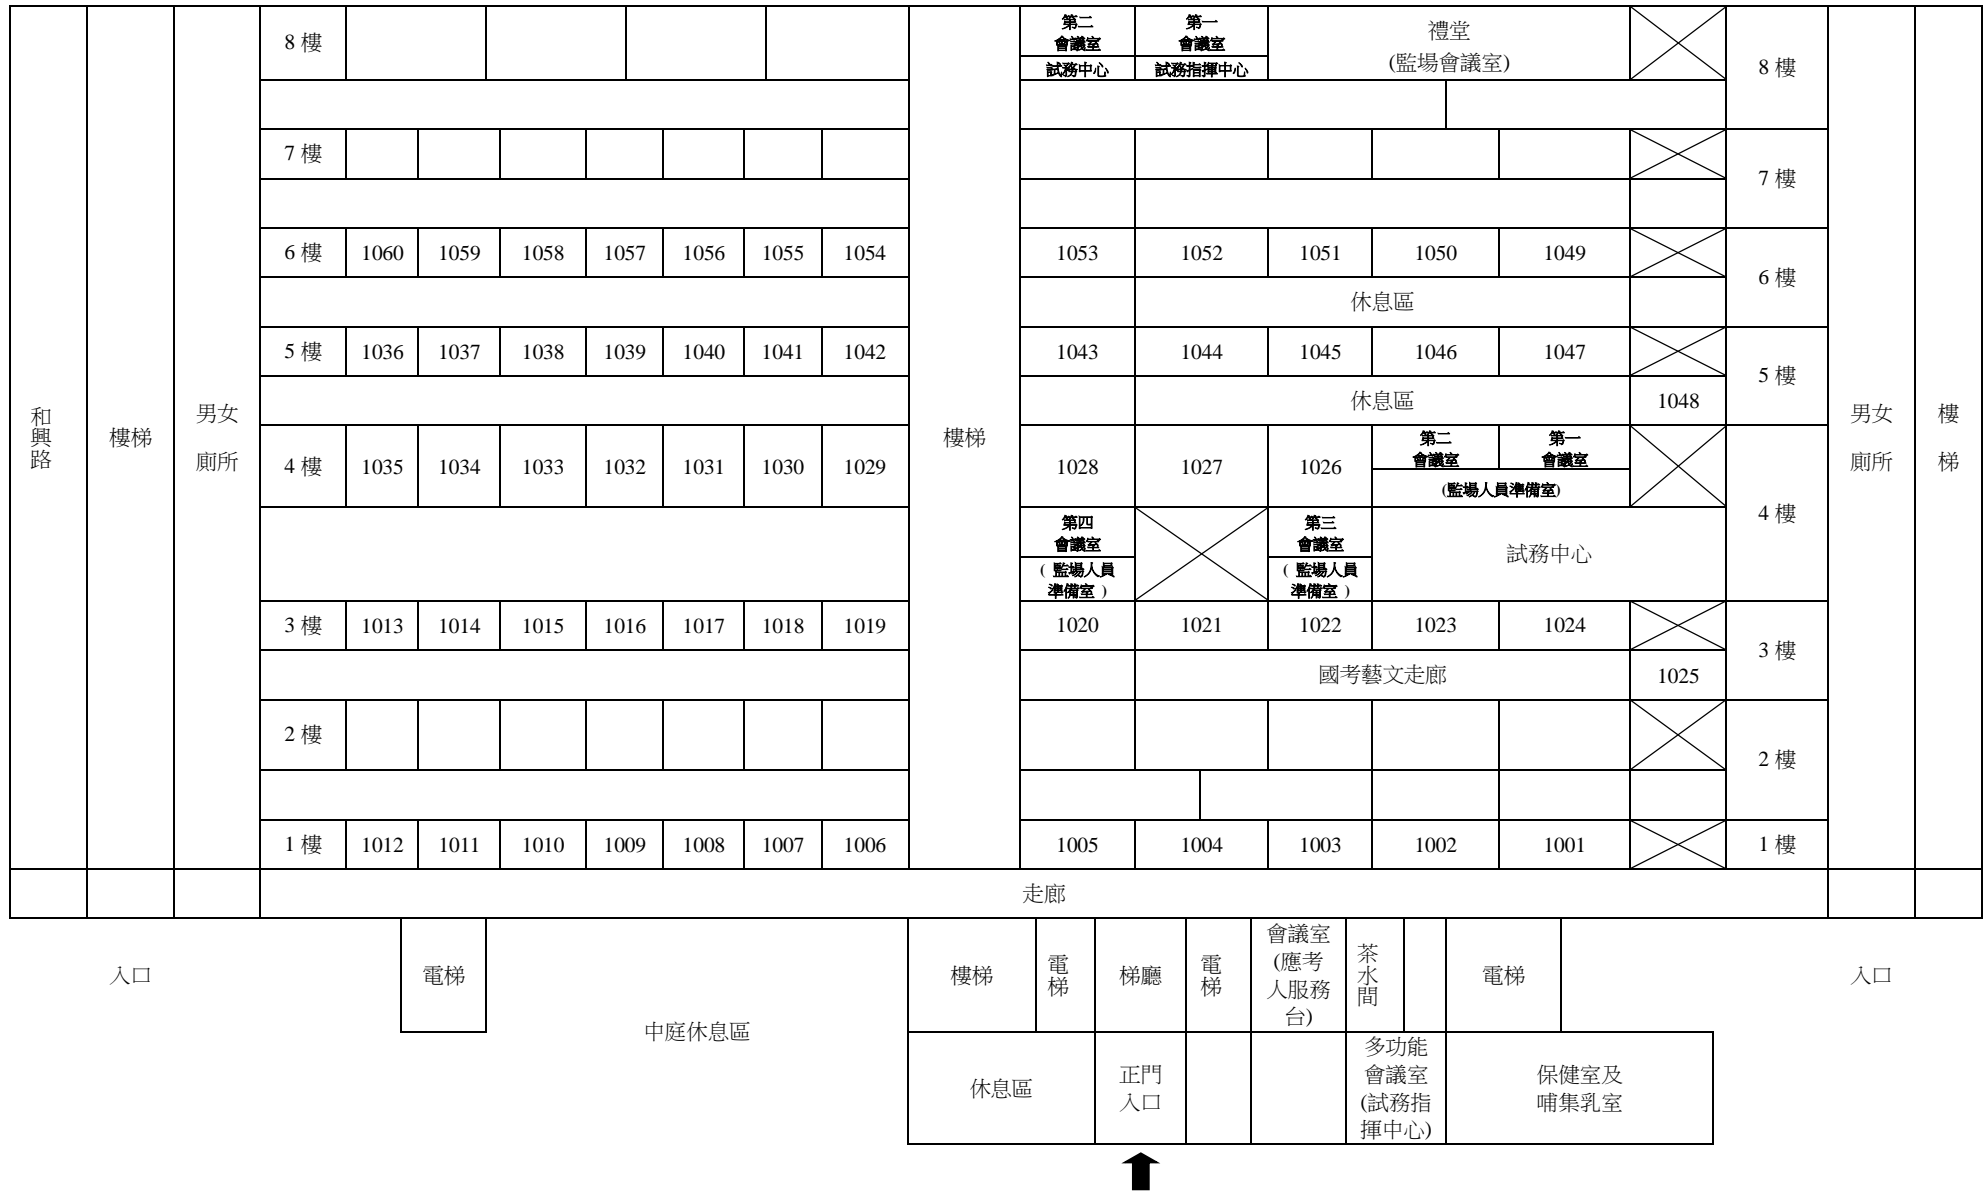 和
興
路
樓梯
男女
廁所
8 樓
樓梯
第二
會議室
試務中心
第一
會議室
試務指揮中心
禮堂
(監場會議室)
8 樓
男女
廁所
樓
梯
7 樓
7 樓
6 樓 1060 1059 1058 1057 1056 1055 1054 1053 1052 1051 1050 1049
6 樓
休息區
5 樓 1036 1037 1038 1039 1040 1041 1042 1043 1044 1045 1046 1047
5 樓
休息區 1048
4 樓 1035 1034 1033 1032 1031 1030 1029 1028 1027 1026
第二
會議室
第一
會議室
(監場人員準備室)
4 樓
第四
會議室
( 監場人員
準備室 )
第三
會議室
( 監場人員
準備室 )
試務中心
3 樓 1013 1014 1015 1016 1017 1018 1019 1020 1021 1022 1023 1024
3 樓
國考藝文走廊 1025
2 樓
2 樓
1 樓 1012 1011 1010 1009 1008 1007 1006 1005 1004 1003 1002 1001 1 樓
走廊
入口
電梯
中庭休息區
樓梯
電
梯
梯廳
電
梯
會議室
(應考
人服務
台)
茶
水
間
電梯
入口
休息區
正門
入口
多功能
會議室
(試務指
揮中心)
保健室及
哺集乳室